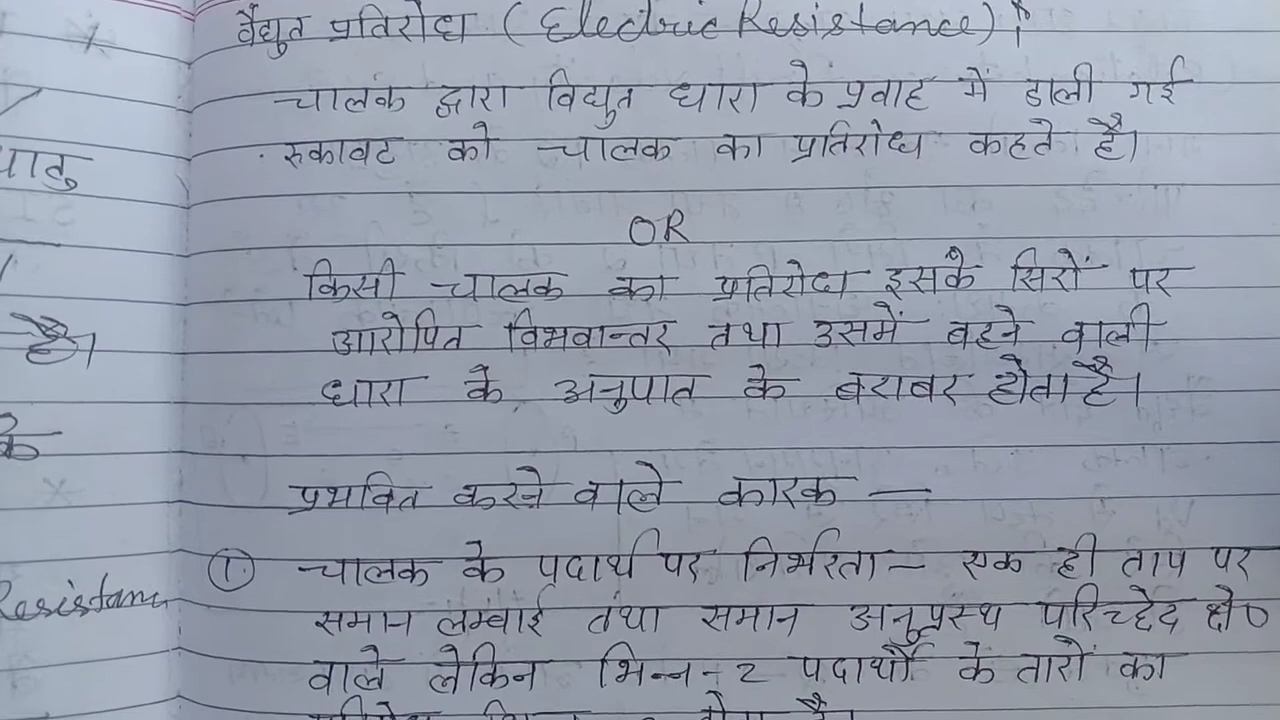 वैद्युत प्रतिरोध (Electric Resistance)
चालक द्वारा विद्युत धारा के प्रवाह में डाली गई
रुकावट को चालक का प्रतिरोध कहते है।
OR
किसी चालक का प्रतिरोध इसके सिरों पर
आरोपित विभवान्तर तथा उसमें बहने वाली
धारा के अनुपात के बराबर होता है।
प्रभवित करने वाले कारक —
① चालक के पदार्थ पर निर्भरता – एक ही ताप पर
समान लम्बाई तथा समान अनुप्रस्थ परिच्छेद क्षे०
वाले लेकिन भिन्न-2 पदार्थों के तारों का
है।
के